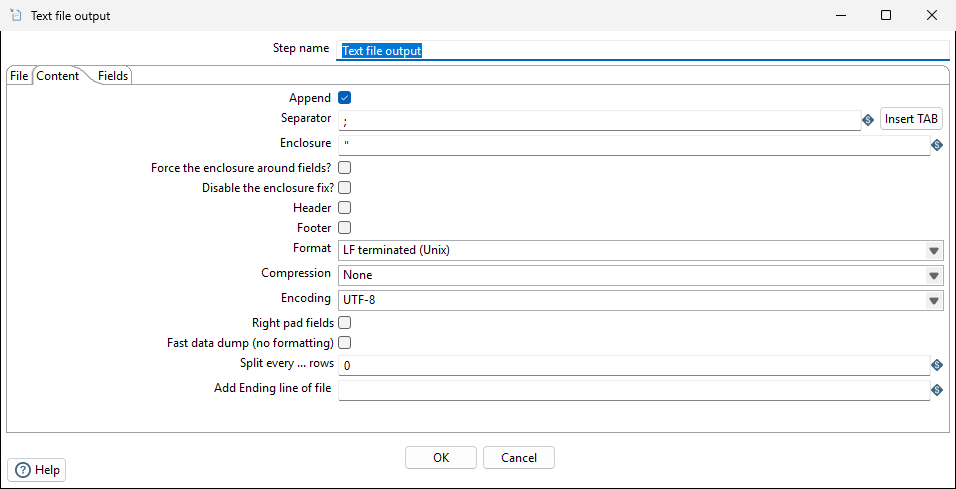 Text file output
Step name Text file output
File Content Fields
Append
Separator ; Insert TAB
Enclosure "
Force the enclosure around fields?
Disable the enclosure fix?
Header
Footer
Format LF terminated (Unix)
Compression None
Encoding UTF-8
Right pad fields
Fast data dump (no formatting)
Split every ... rows 0
Add Ending line of file
OK Cancel
Help